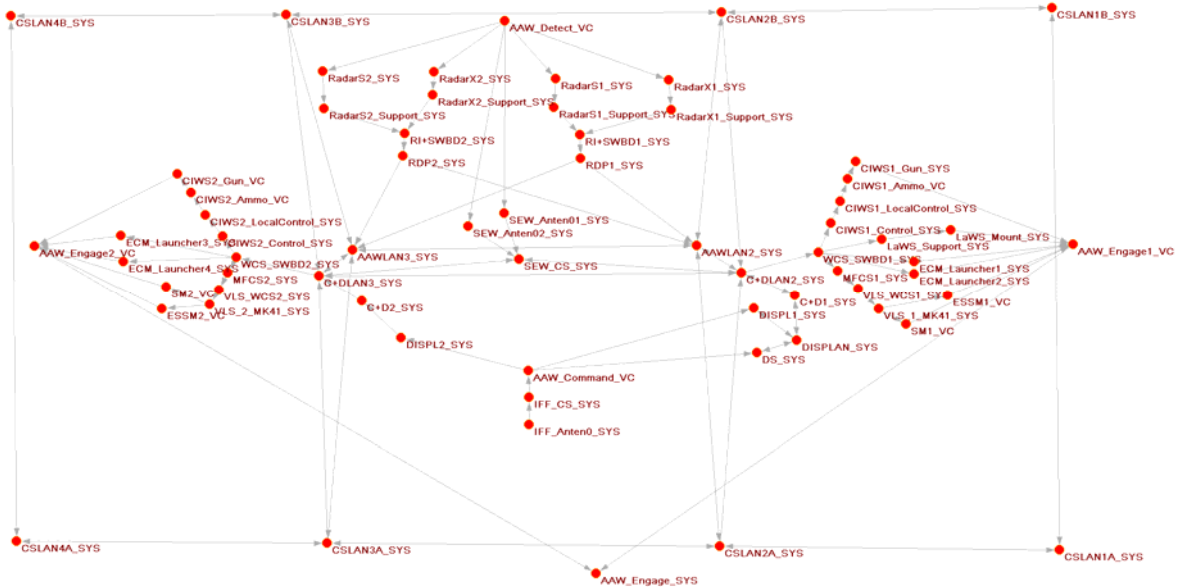 CSLAN4B_SYS
CSLAN3B_SYS
CSLAN2B_SYS
CSLAN1B_SYS
AAW_Detect_VC
RadarS2_SYS
RadarX2_SYS
RadarS1_SYS
RadarX1_SYS
RadarX2_Support_SYS
RadarS2_Support_SYS
RadarS1_Support_SYS
RadarX1_Support_SYS
RI+SWBD2_SYS
RI+SWBD1_SYS
RDP2_SYS
RDP1_SYS
CIWS1_Gun_SYS
CIWS2_Gun_VC
CIWS1_Ammo_VC
CIWS2_Ammo_VC
CIWS1_LocalControl_SYS
CIWS2_LocalControl_SYS
SEW_Anten01_SYS
CIWS1_Control_SYS
SEW_Anten02_SYS
LaWS_Mount_SYS
CIWS2_Control_SYS
ECM_Launcher3_SYS
LaWS_Support_SYS
AAW_Engage2_VC
AAWLAN3_SYS
AAWLAN2_SYS
AAW_Engage1_VC
WCS_SWBD1_SYS
WCS_SWBD2_SYS
SEW_CS_SYS
ECM_Launcher4_SYS
ECM_Launcher1_SYS
MFCS2_SYS
C+DLAN3_SYS
C+DLAN2_SYS
MFCS1_SYS
ECM_Launcher2_SYS
SM2_VC
VLS_WCS2_SYS
VLS_WCS1_SYS
C+D1_SYS
ESSM1_VC
C+D2_SYS
ESSM2_VC
VLS_2_MK41_SYS
DISPL1_SYS
VLS_1_MK41_SYS
SM1_VC
DISPL2_SYS
DISPLAN_SYS
DS_SYS
AAW_Command_VC
IFF_CS_SYS
IFF_Anten0_SYS
CSLAN4A_SYS
CSLAN3A_SYS
CSLAN2A_SYS
CSLAN1A_SYS
AAW_Engage_SYS